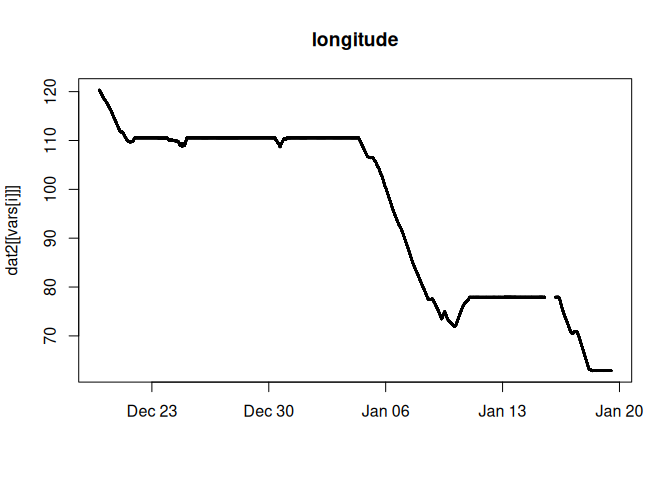 longitude
dat2[[vars[i]]]
120
110
100
90
80
70
Dec 23
Dec 30
Jan 06
Jan 13
Jan 20